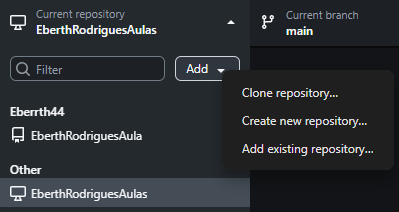 Current repository
EberthRodriguesAulas
Current branch
main
Filter
Add
Clone repository...
Create new repository...
Add existing repository...
Eberrth44
EberthRodriguesAula
Other
EberthRodriguesAulas